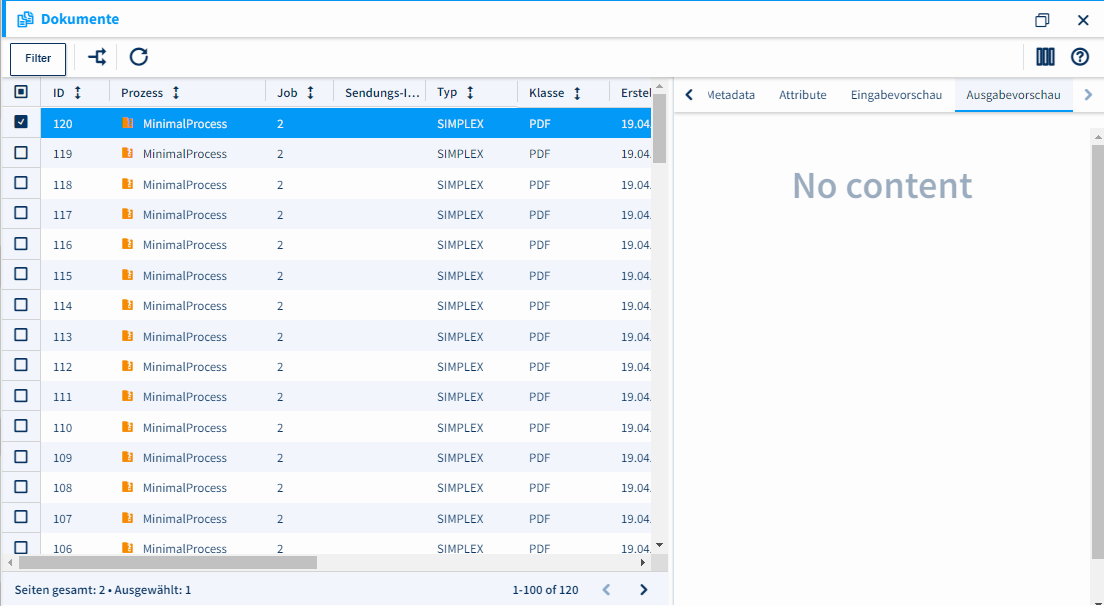 Dokumente
Filter
ID Prozess Job Sendungs-I... Typ Klasse Erstel
120 MinimalProcess 2 SIMPLEX PDF 19.04.
119 MinimalProcess 2 SIMPLEX PDF 19.04.
118 MinimalProcess 2 SIMPLEX PDF 19.04.
117 MinimalProcess 2 SIMPLEX PDF 19.04.
116 MinimalProcess 2 SIMPLEX PDF 19.04.
115 MinimalProcess 2 SIMPLEX PDF 19.04.
114 MinimalProcess 2 SIMPLEX PDF 19.04.
113 MinimalProcess 2 SIMPLEX PDF 19.04.
112 MinimalProcess 2 SIMPLEX PDF 19.04.
111 MinimalProcess 2 SIMPLEX PDF 19.04.
110 MinimalProcess 2 SIMPLEX PDF 19.04.
109 MinimalProcess 2 SIMPLEX PDF 19.04.
108 MinimalProcess 2 SIMPLEX PDF 19.04.
107 MinimalProcess 2 SIMPLEX PDF 19.04.
106 MinimalProcess 2 SIMPLEX PDF 19.04.
Seiten gesamt: 2 • Ausgewählt: 1 1-100 of 120
Metadata Attribute Eingabevorschau Ausgabevorschau
No content